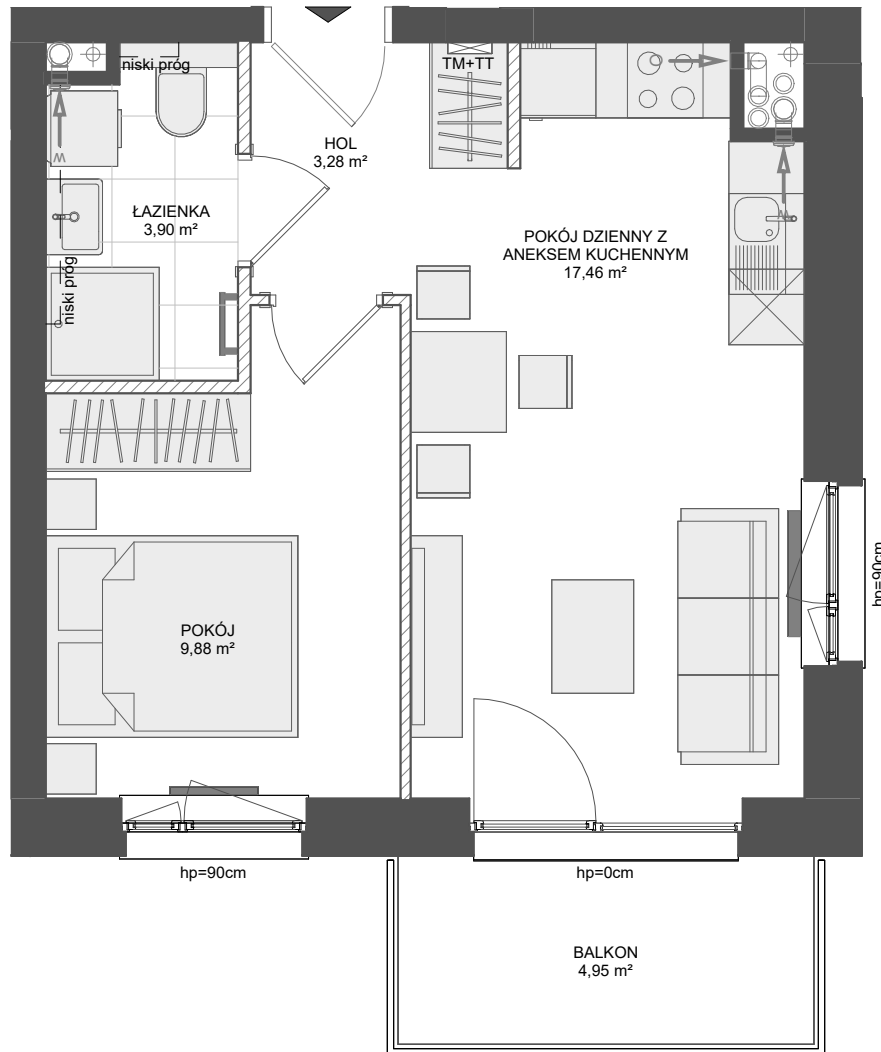 niski próg
TM+TT
HOL
3,28 m²
ŁAZIENKA
3,90 m²
POKÓJ DZIENNY Z
ANEKSEM KUCHENNYM
17,46 m²
niski próg
hp=90cm
POKÓJ
9,88 m²
hp=90cm
hp=0cm
BALKON
4,95 m²